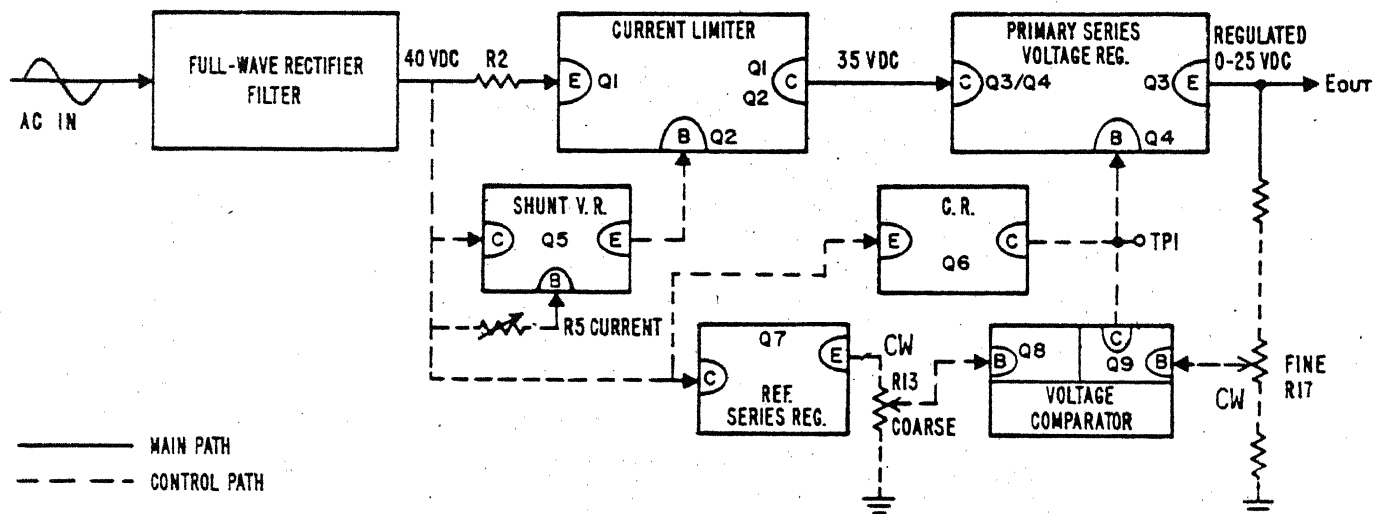 AC IN
FULL-WAVE RECTIFIER
FILTER
40 VDC
R2
CURRENT LIMITER
E
Q1
Q1
Q2
C
B
Q2
35 VDC
PRIMARY SERIES
VOLTAGE REG.
C
Q3/Q4
Q3
E
B
Q4
REGULATED
0-25 VDC
EOUT
SHUNT V.R.
C
Q5
E
B
R5 CURRENT
C.R.
E
Q6
C
TP1
Q7
C
E
REF.
SERIES REG.
CW
R13
COARSE
B
Q8
C
Q9
B
VOLTAGE
COMPARATOR
CW
FINE
R17
MAIN PATH
CONTROL PATH